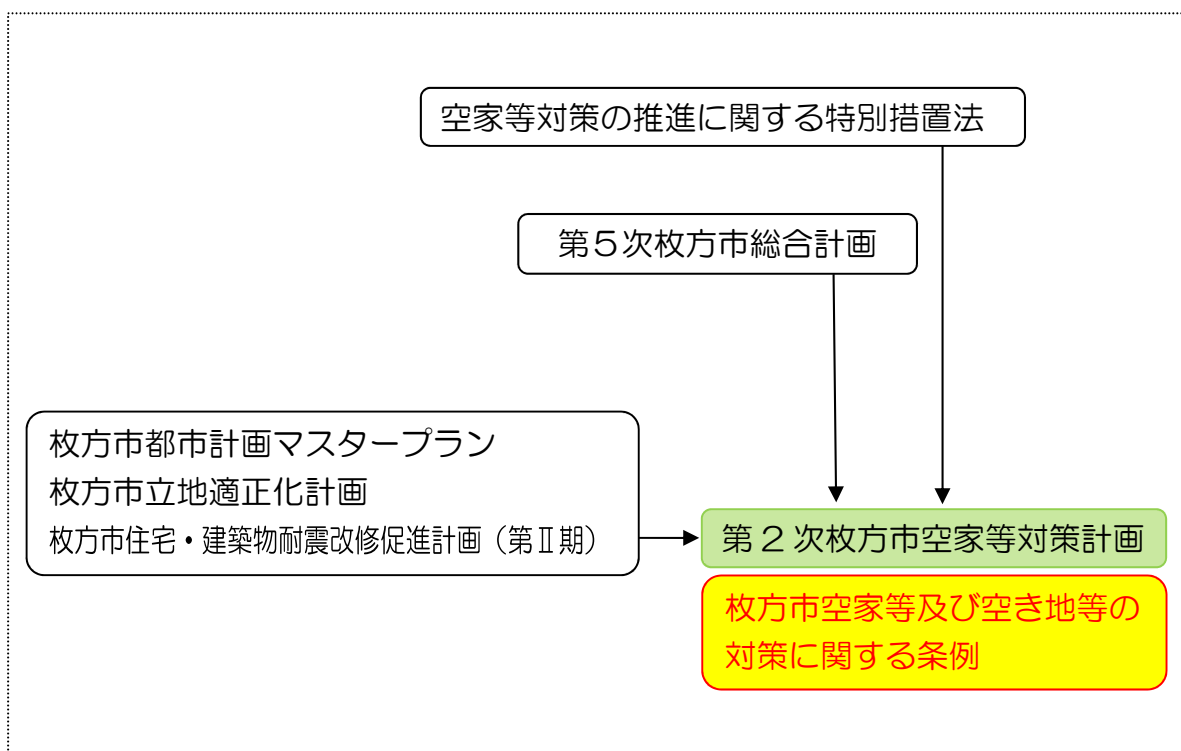 空家等対策の推進に関する特別措置法
第５次枚方市総合計画
枚方市都市計画マスタープラン
枚方市立地適正化計画
枚方市住宅・建築物耐震改修促進計画（第Ⅱ期）
第２次枚方市空家等対策計画
枚方市空家等及び空き地等の
対策に関する条例